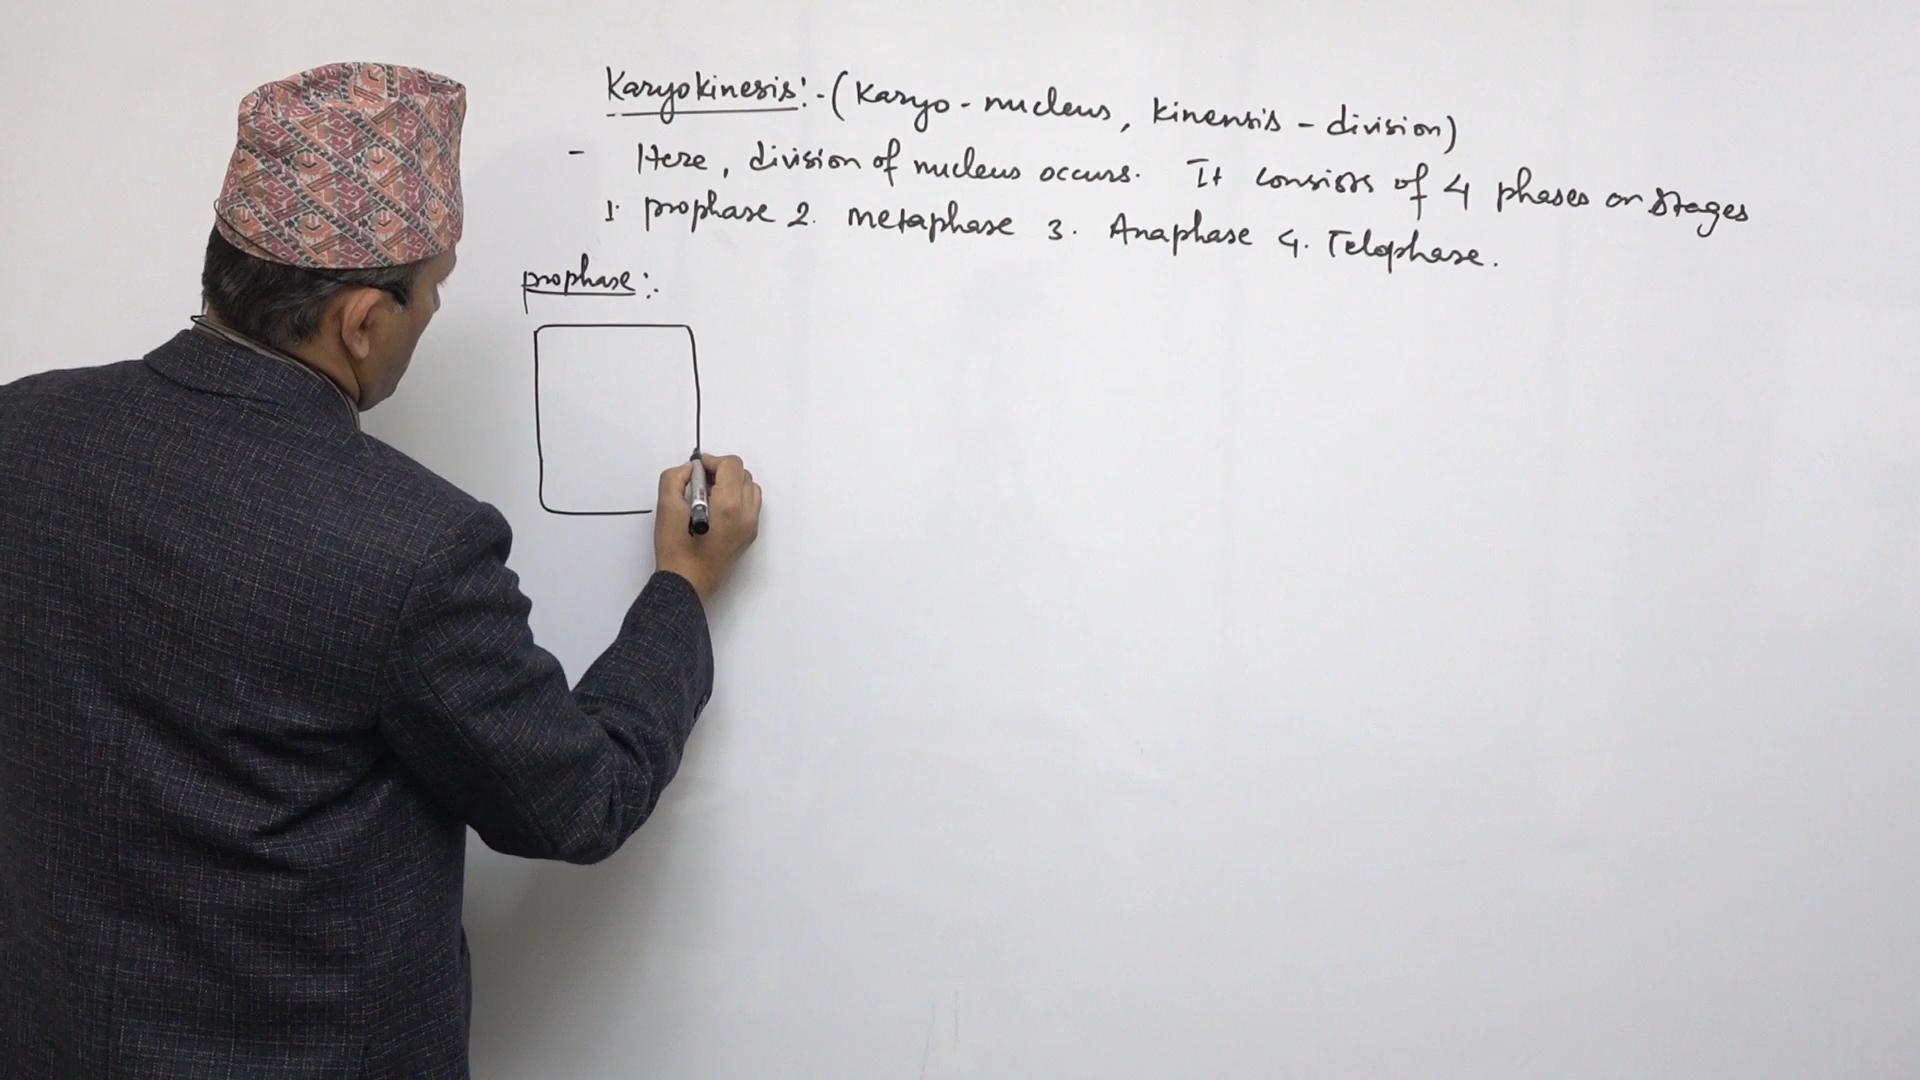 Karyokinesis:- (Karyo - nucleus, kinensis - division)
- Here, division of nucleus occurs. It consists of 4 phases or stages
1. prophase 2. metaphase 3. Anaphase 4. Telophase.
prophase :-